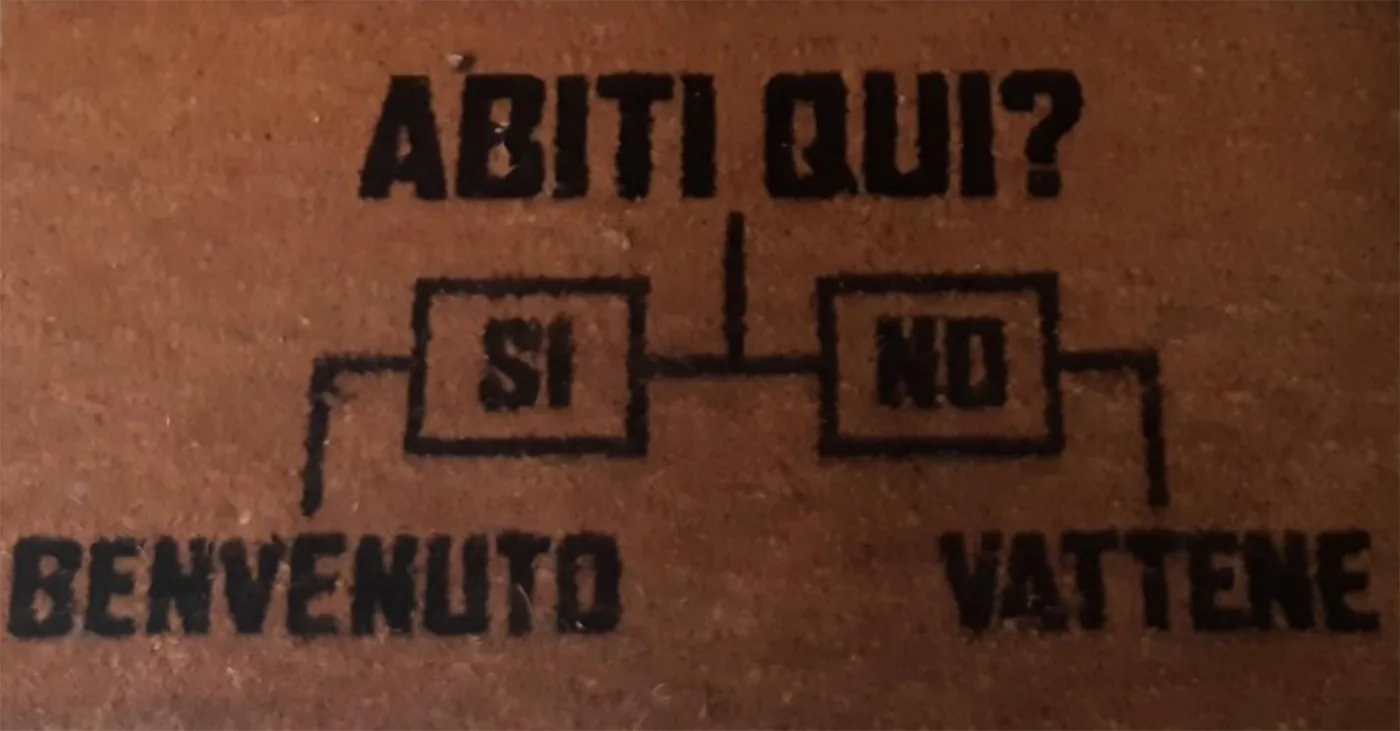 ABITI QUI?
SI NO
BENVENUTO VATTENE